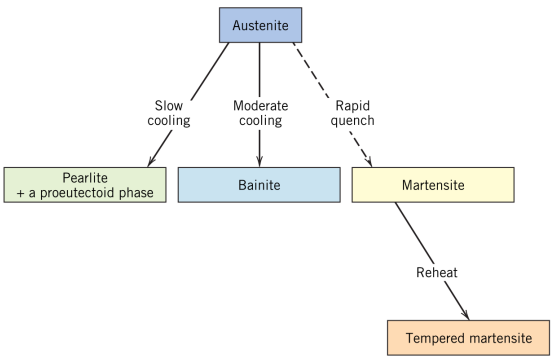 Austenite
Slow
cooling
Moderate
cooling
Rapid
quench
Pearlite
+ a proeutectoid phase
Bainite
Martensite
Reheat
Tempered martensite